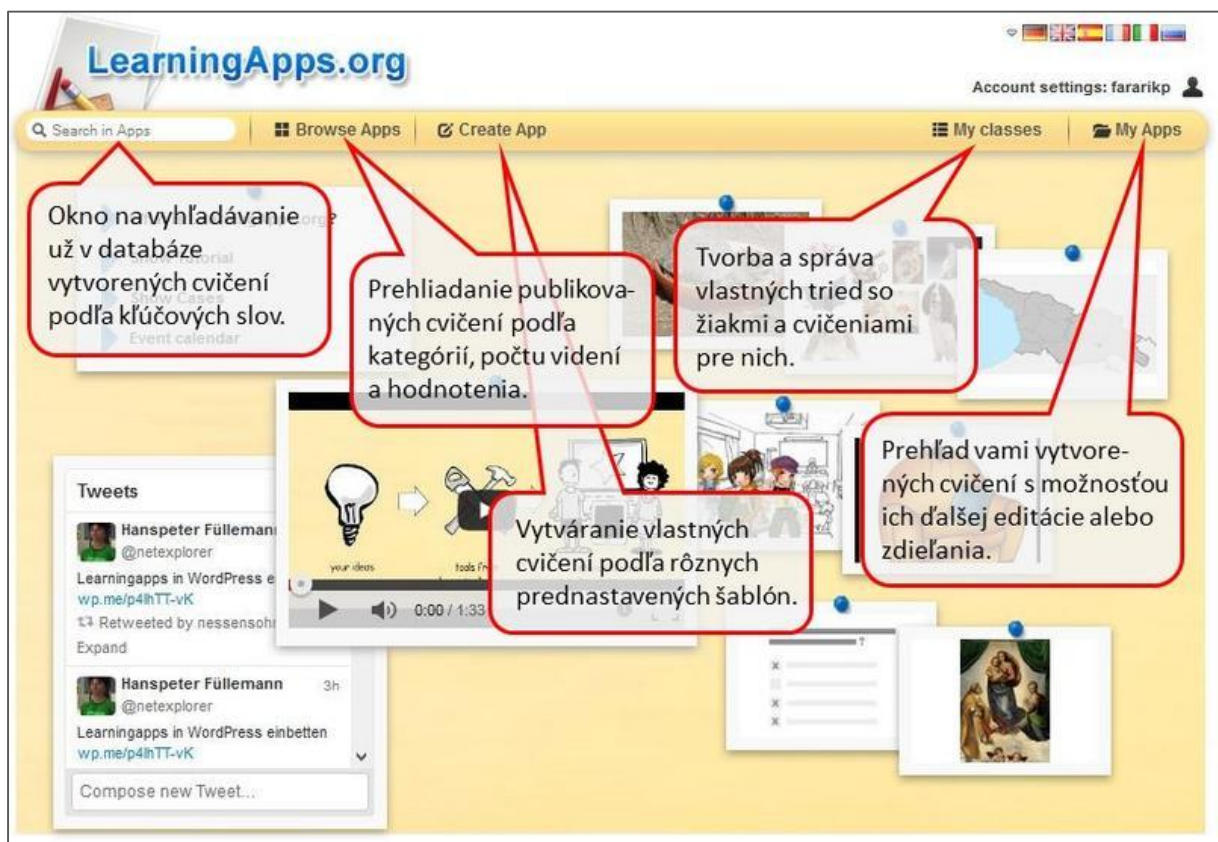 LearningApps.org
Account settings: fararikp
Search in Apps
Browse Apps
Create App
My classes
My Apps
Okno na vyhľadávanie
už v databáze
vytvorených cvičení
podľa kľúčových slov.
Prehliadanie publikova-
ných cvičení podľa
kategórií, počtu videní
a hodnotenia.
Tvorba a správa
vlastných tried so
žiakmi a cvičeniami
pre nich.
Prehľad vami vytvore-
ných cvičení s možnosťou
ich ďalšej editácie alebo
zdieľania.
Vytváranie vlastných
cvičení podľa rôznych
prednastavených šablón.
Show Cases
Event calendar
your ideas
0:00 / 1:33
Tweets
Hanspeter Füllemann
@netexplorer
Learningapps in WordPress
wp.me/p4lhTT-vK
Retweeted by
Expand
Hanspeter Füllemann 3h
@netexplorer
Learningapps in WordPress einbetten
wp.me/p4lhTT-vK
Compose new Tweet...